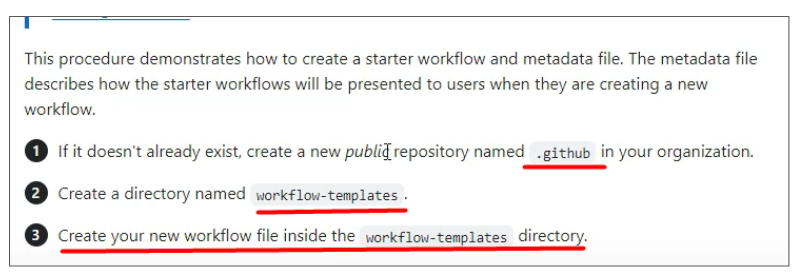 This procedure demonstrates how to create a starter workflow and metadata file. The metadata file
describes how the starter workflows will be presented to users when they are creating a new
workflow.
1 If it doesn't already exist, create a new public repository named .github in your organization.
2 Create a directory named workflow-templates.
3 Create your new workflow file inside the workflow-templates directory.